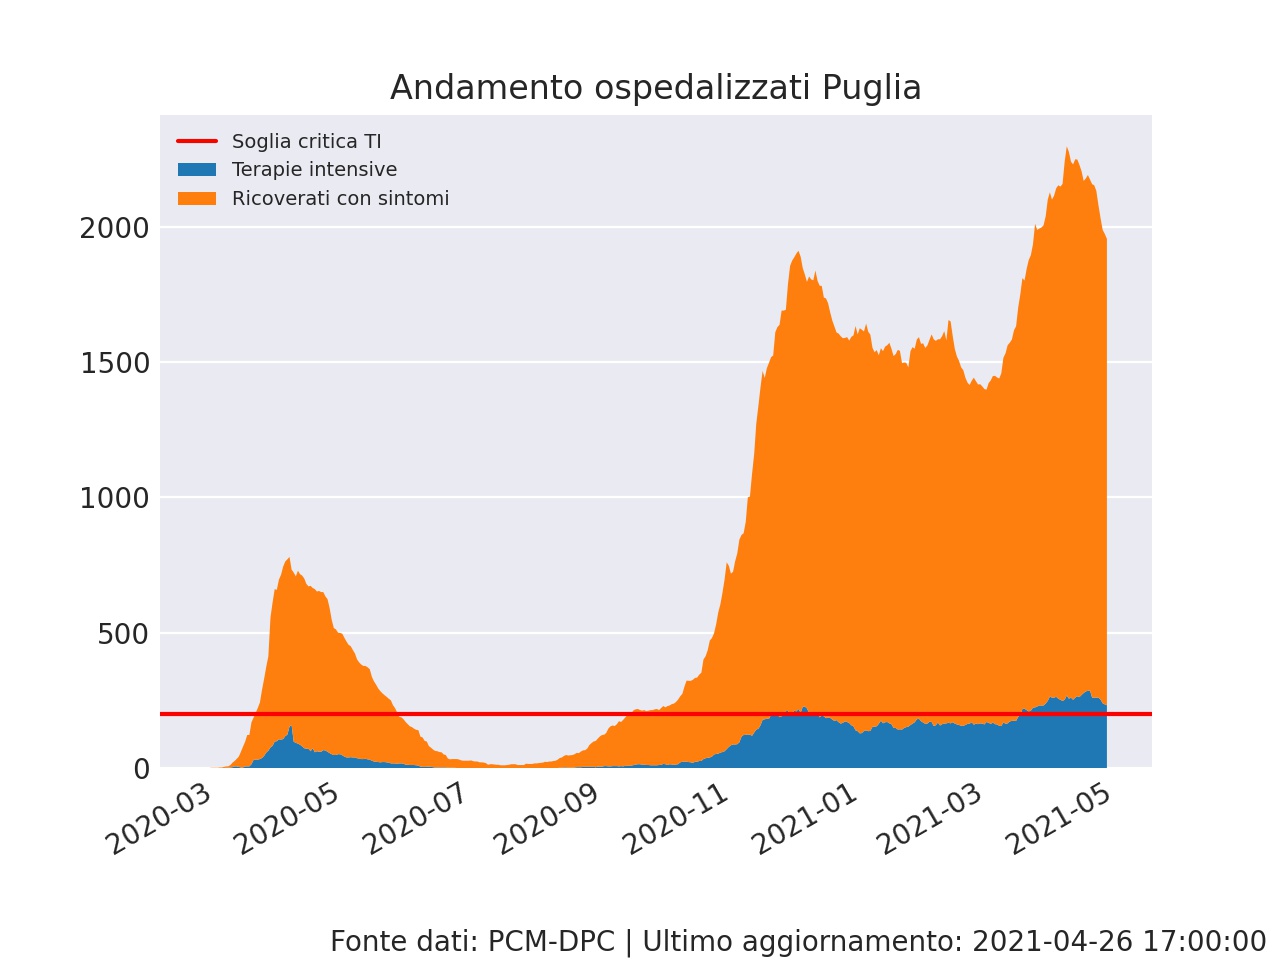 Andamento ospedalizzati Puglia
Soglia critica TI
Terapie intensive
Ricoverati con sintomi
2000
1500
1000
500
0
2020-03
2020-05
2020-07
2020-09
2020-11
2021-01
2021-03
2021-05
Fonte dati: PCM-DPC | Ultimo aggiornamento: 2021-04-26 17:00:00